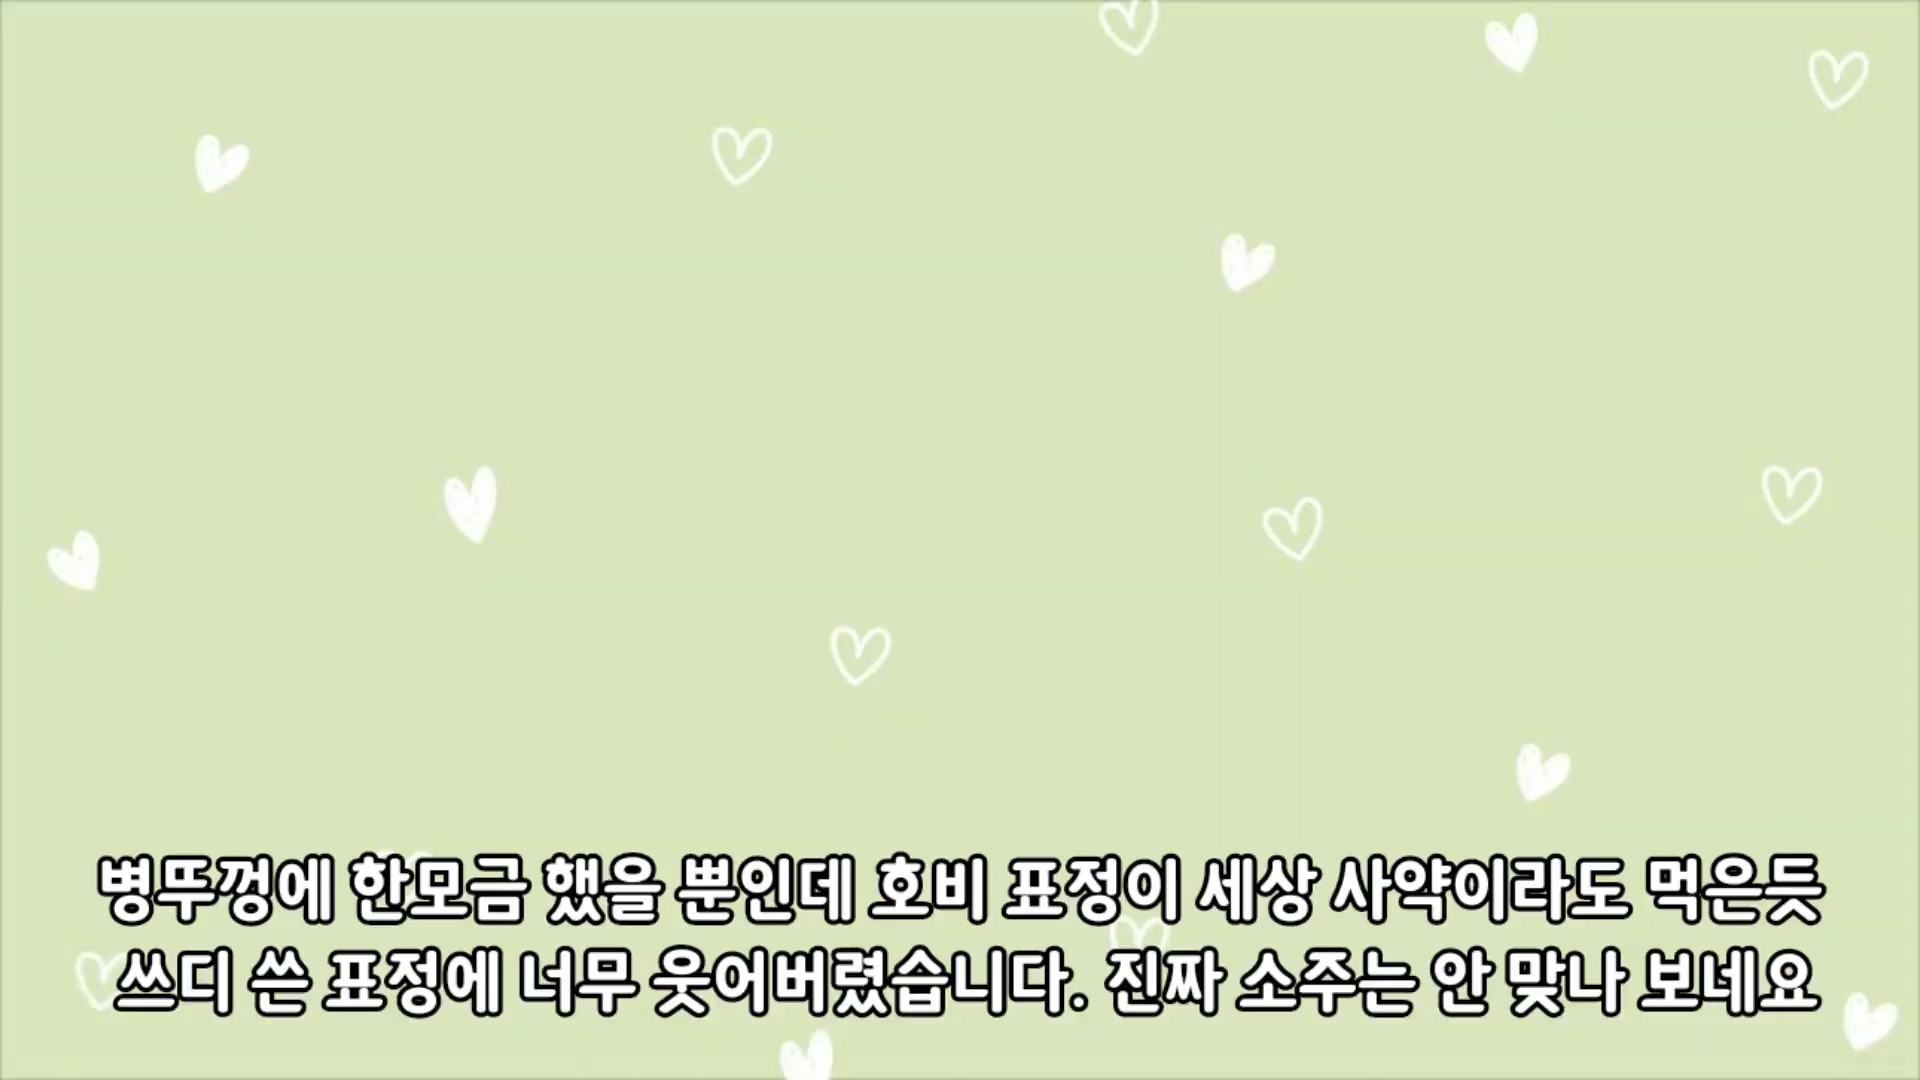 병뚜껑에 한모금 했을 뿐인데 호비 표정이 세상 사약이라도 먹은듯
쓰디 쓴 표정에 너무 웃어버렸습니다. 진짜 소주는 안 맞나 보네요